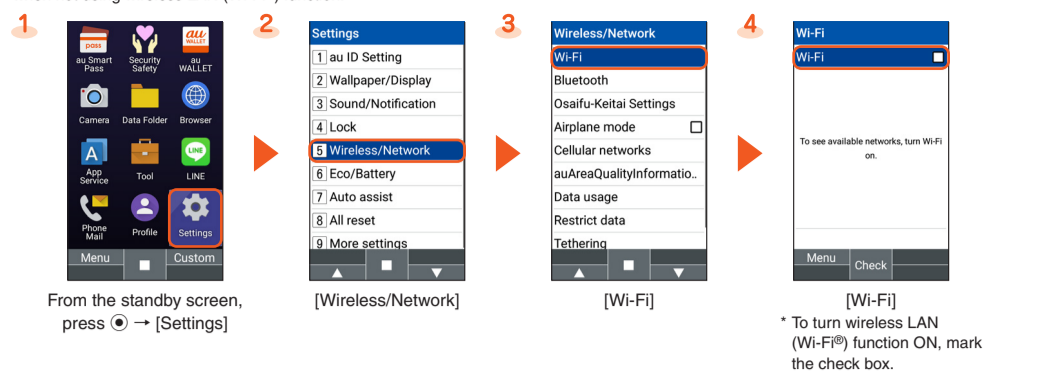 1
pass
au Smart
Pass
Security
Safety
au
WALLET
au
WALLET
Camera
Data Folder
Browser
A
App
Service
Tool
LINE
LINE
Phone
Mail
Profile
Settings
Menu
Custom
From the standby screen,
press → [Settings]
2
Settings
1 au ID Setting
2 Wallpaper/Display
3 Sound/Notification
4 Lock
5 Wireless/Network
6 Eco/Battery
7 Auto assist
8 All reset
9 More settings
[Wireless/Network]
3
Wireless/Network
Wi-Fi
Bluetooth
Osaifu-Keitai Settings
Airplane mode
Cellular networks
auAreaQualityInformatio..
Data usage
Restrict data
Tethering
[Wi-Fi]
4
Wi-Fi
Wi-Fi
To see available networks, turn Wi-Fi
on.
Menu
Check
[Wi-Fi]
* To turn wireless LAN
(Wi-Fi®) function ON, mark
the check box.